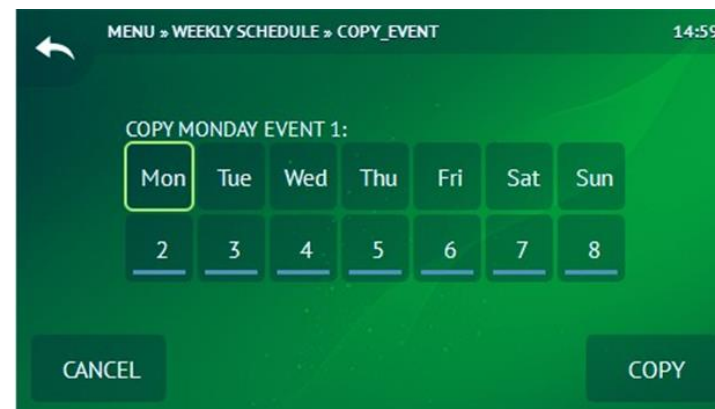 MENU » WEEKLY SCHEDULE » COPY_EVENT 14:59
COPY MONDAY EVENT 1:
Mon Tue Wed Thu Fri Sat Sun
2 3 4 5 6 7 8
CANCEL COPY